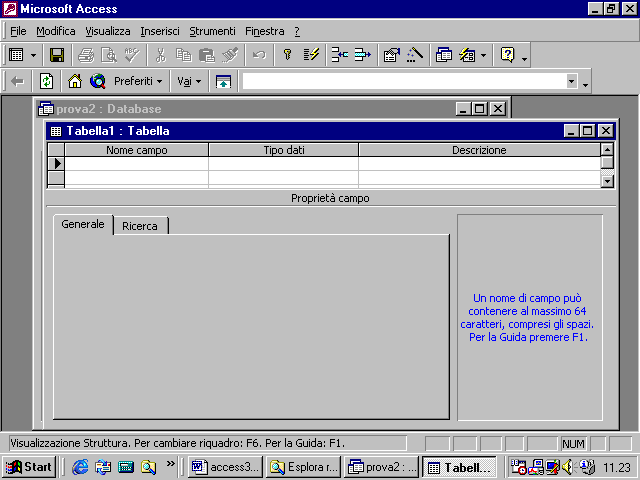 Microsoft Access
File Modifica Visualizza Inserisci Strumenti Finestra ?
Preferiti Vai
prova2 : Database
Tabella1 : Tabella
Nome campo Tipo dati Descrizione
Proprietà campo
Generale Ricerca
Un nome di campo può
contenere al massimo 64
caratteri, compresi gli spazi.
Per la Guida premere F1.
Visualizzazione Struttura. Per cambiare riquadro: F6. Per la Guida: F1. NUM
Start » access3... Esplora r... prova2 : ... Tabell... 11.23